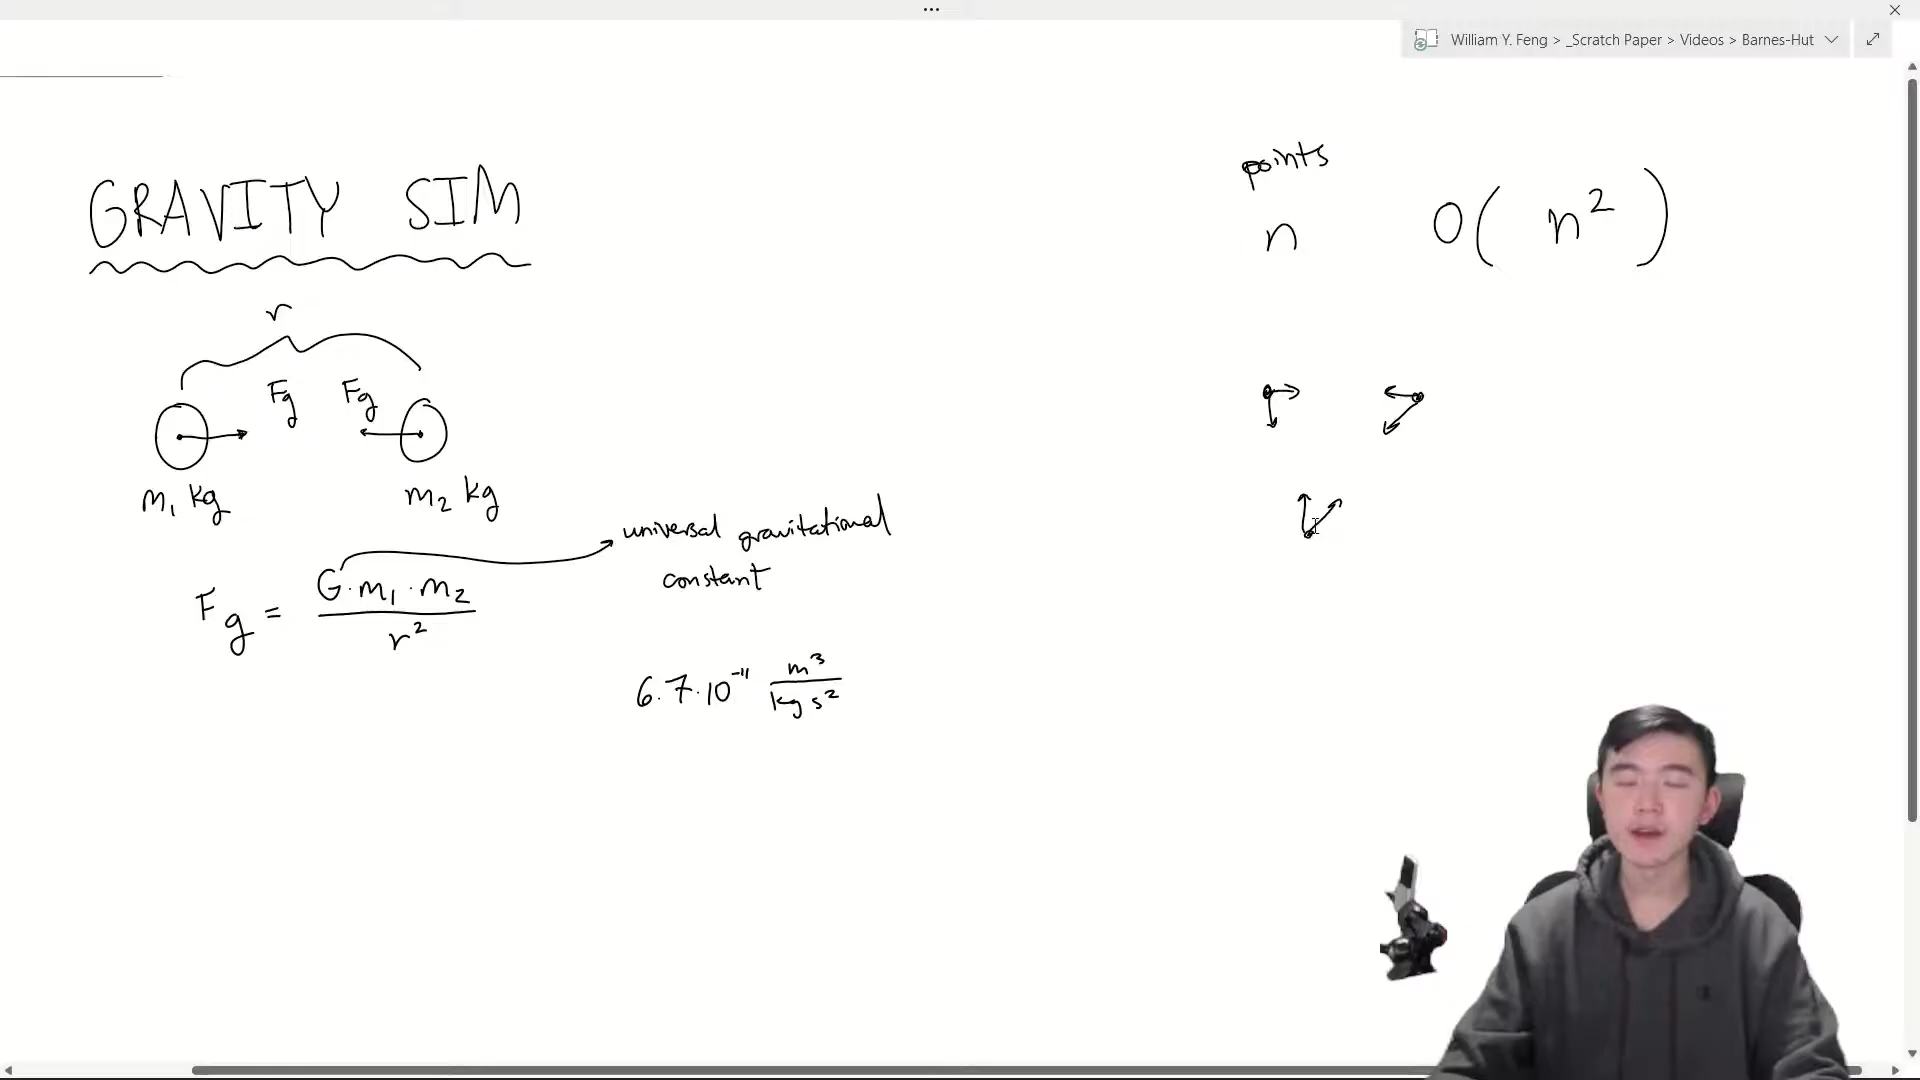 William Y. Feng > _Scratch Paper > Videos > Barnes-Hut
GRAVITY SIM
r
Fg Fg
m₁ kg m₂ kg
universal gravitational
constant
Fg = G·m₁·m₂
r²
6.7·10⁻¹¹ m³
kg s²
points
n O( n² )